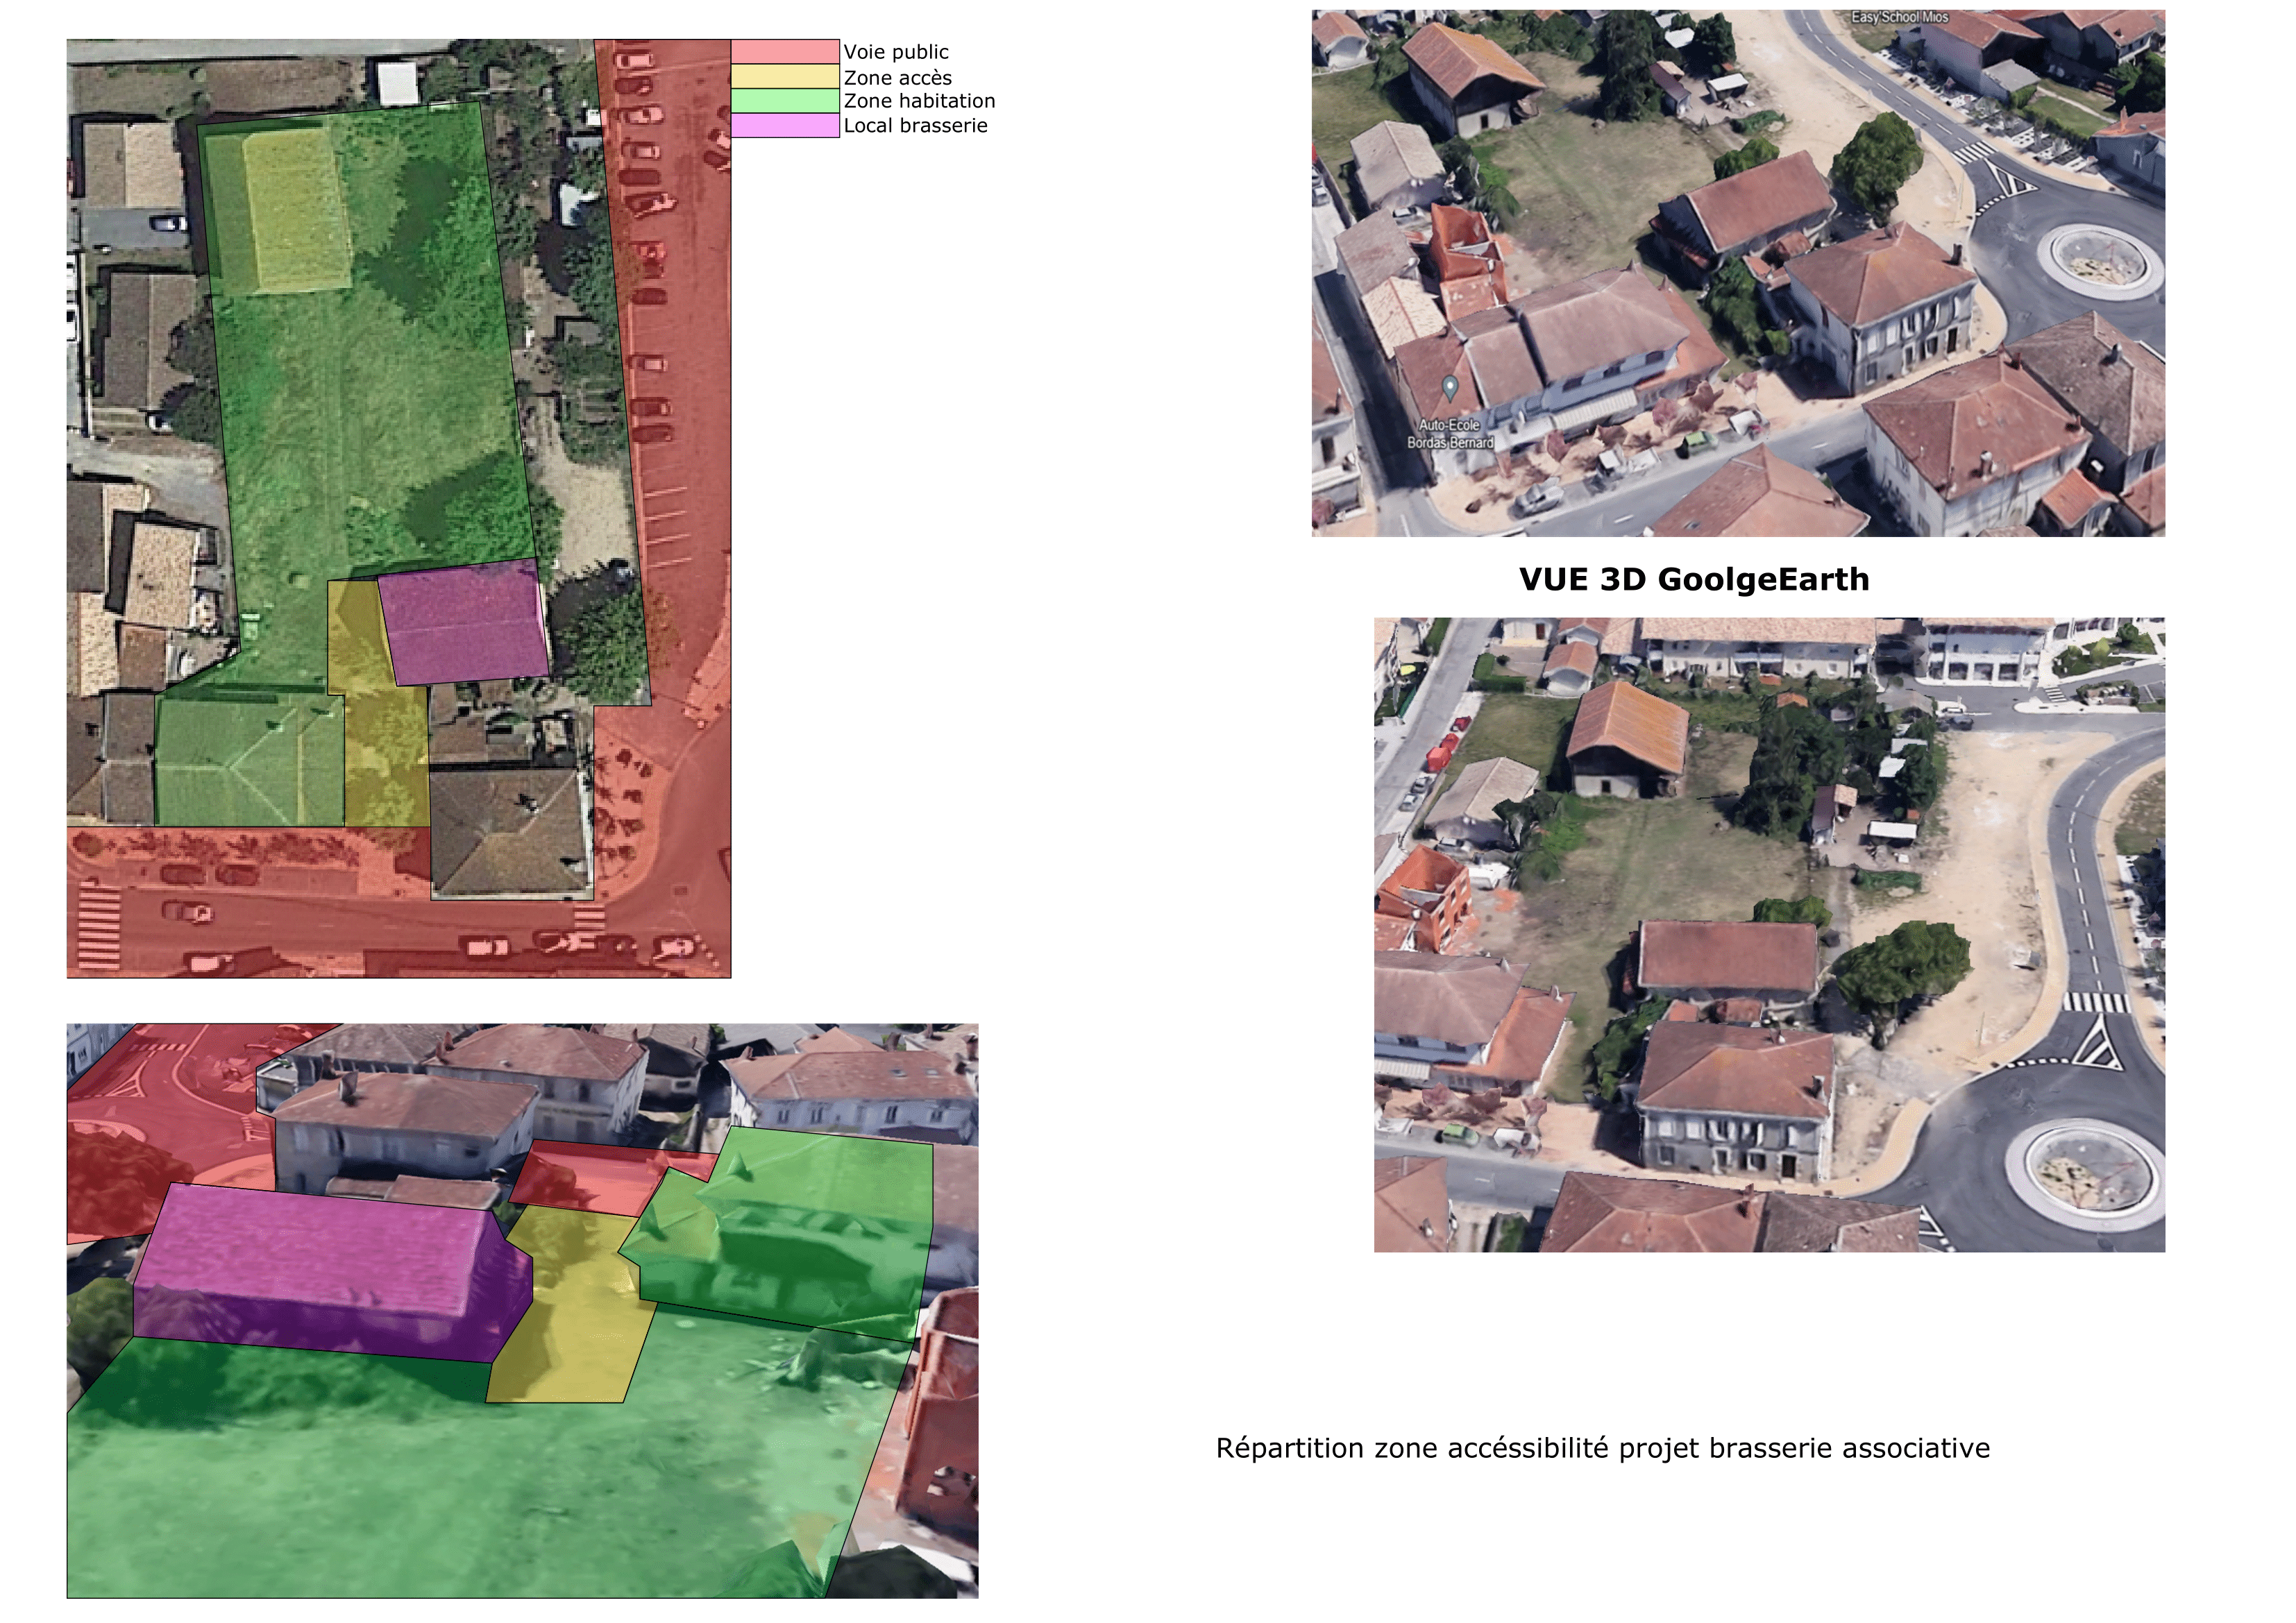 Voie public
Zone accès
Zone habitation
Local brasserie
Easy'School Mios
Auto-Ecole
Bordas Bernard
VUE 3D GoolgeEarth
Répartition zone accéssibilité projet brasserie associative